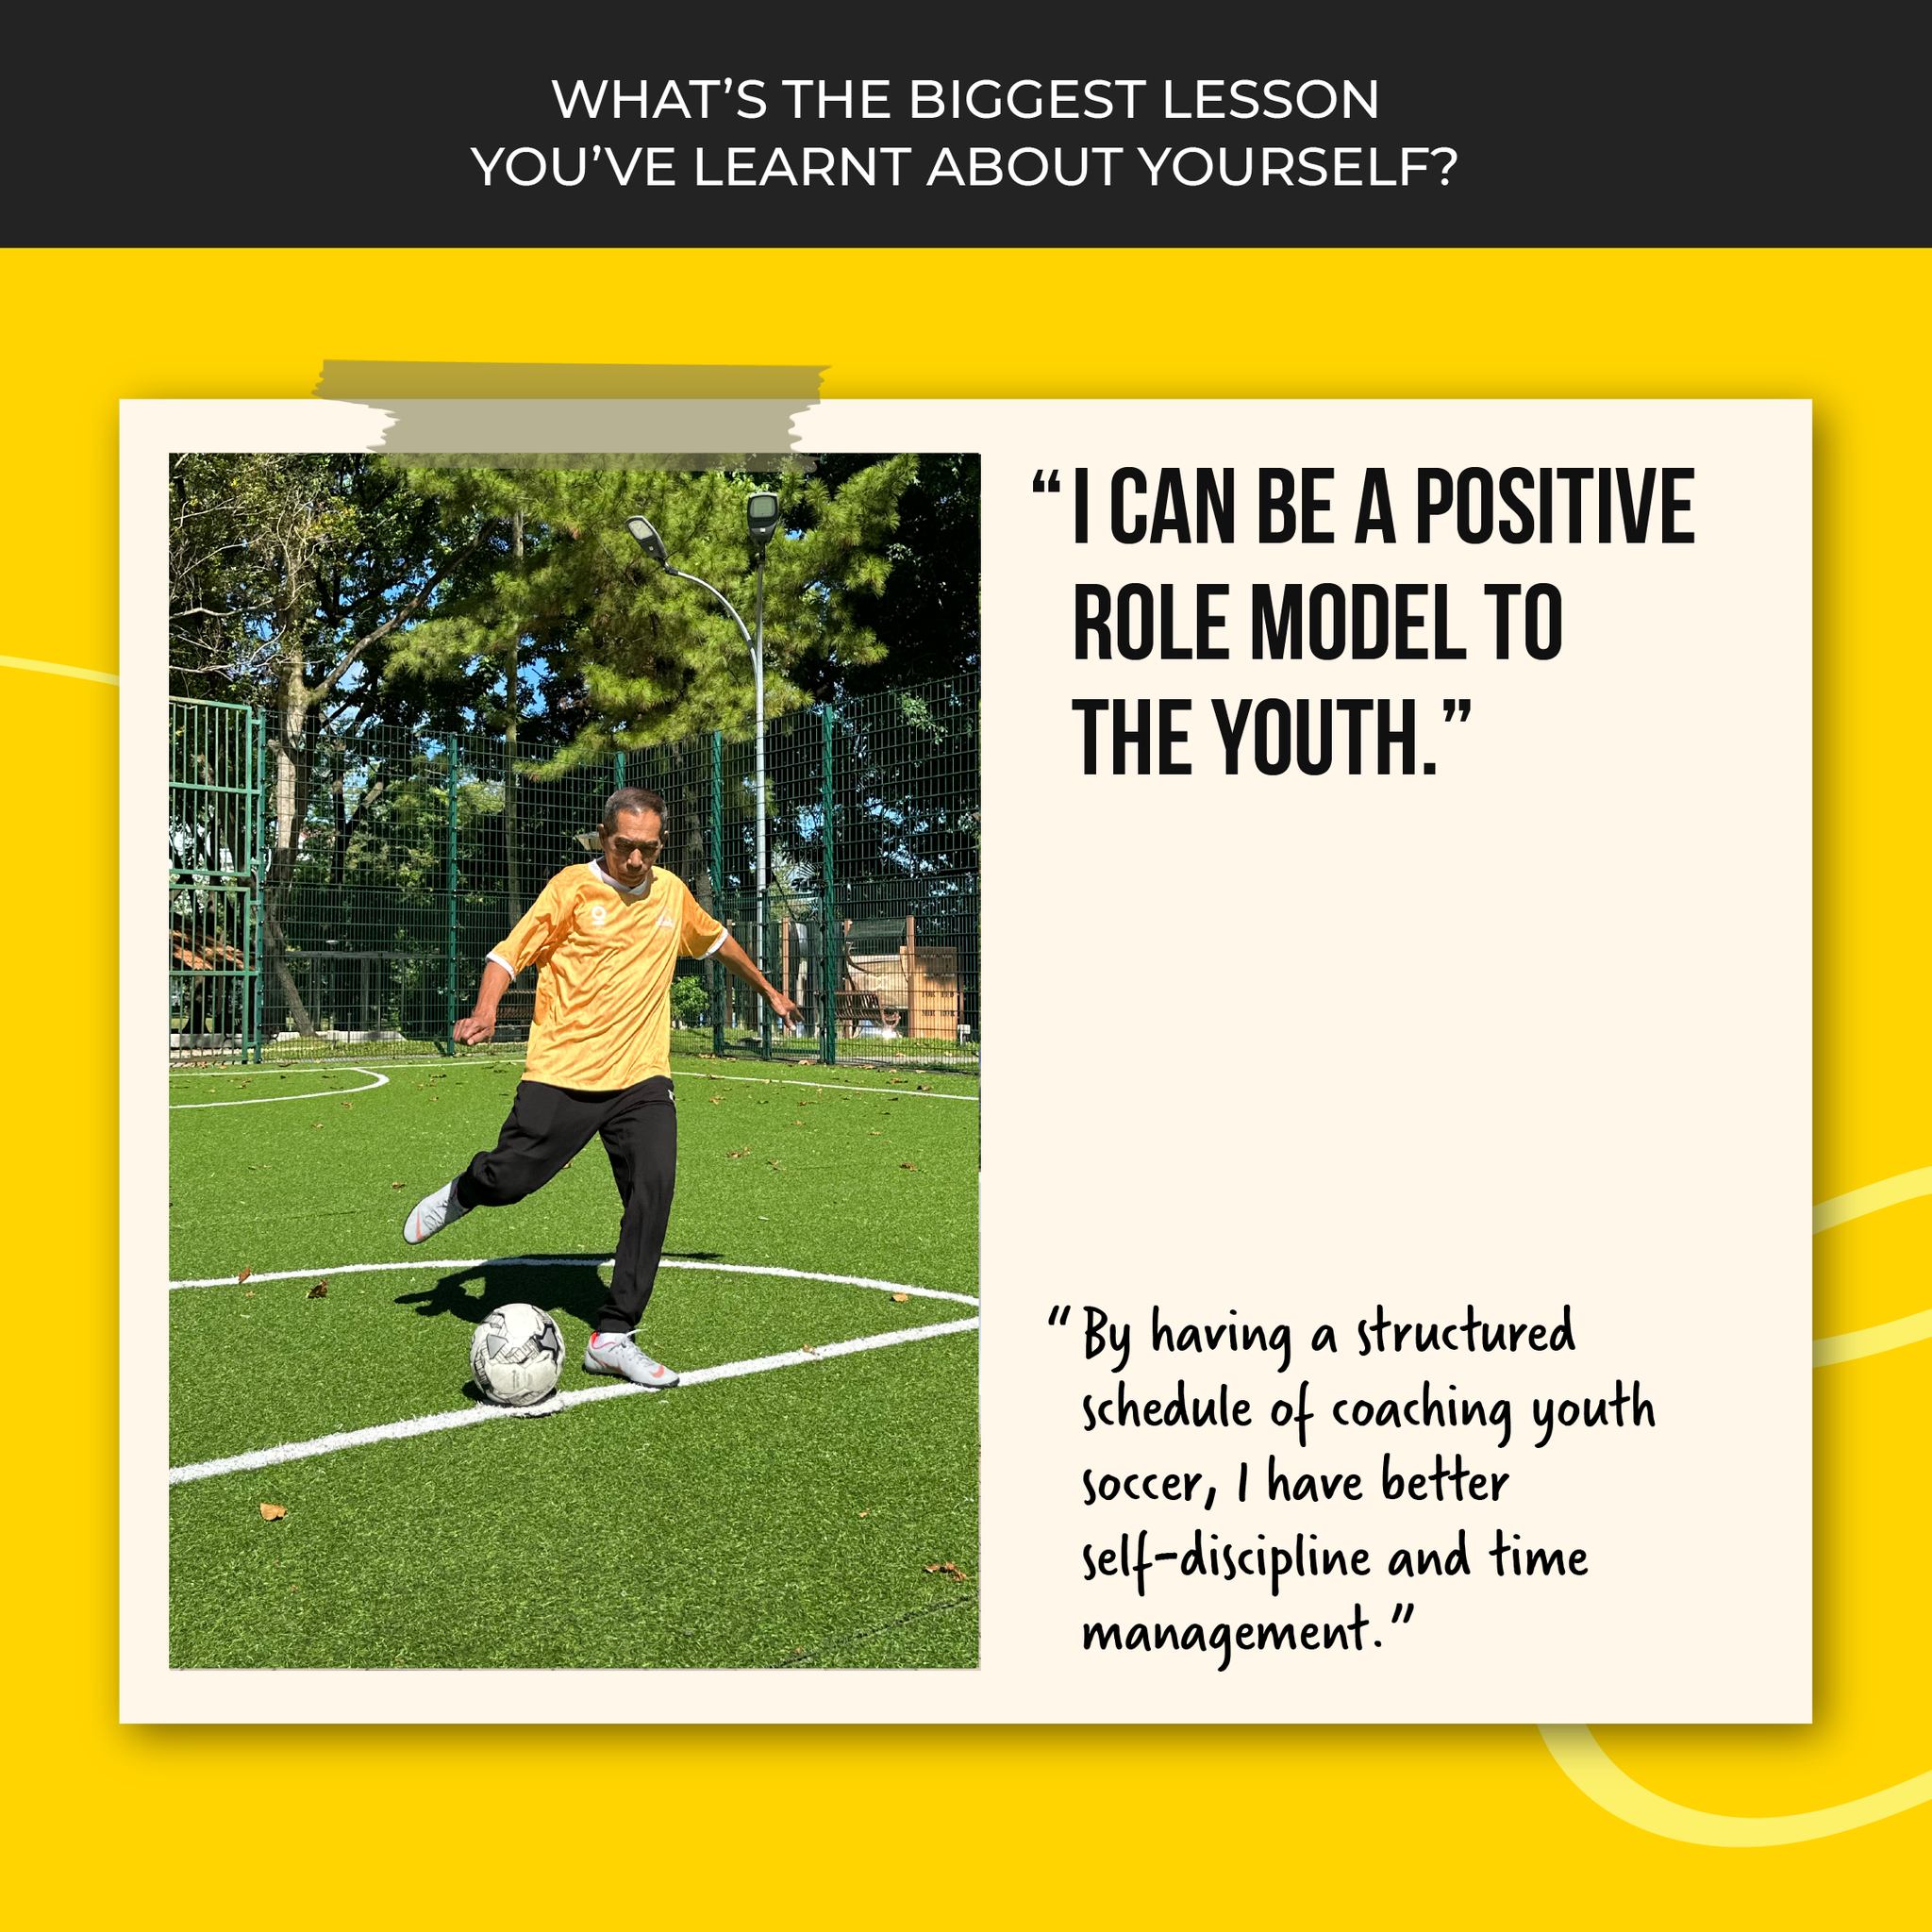 WHAT’S THE BIGGEST LESSON
YOU’VE LEARNT ABOUT YOURSELF?
“I CAN BE A POSITIVE
ROLE MODEL TO
THE YOUTH.”
“By having a structured
schedule of coaching youth
soccer, I have better
self-discipline and time
management.”